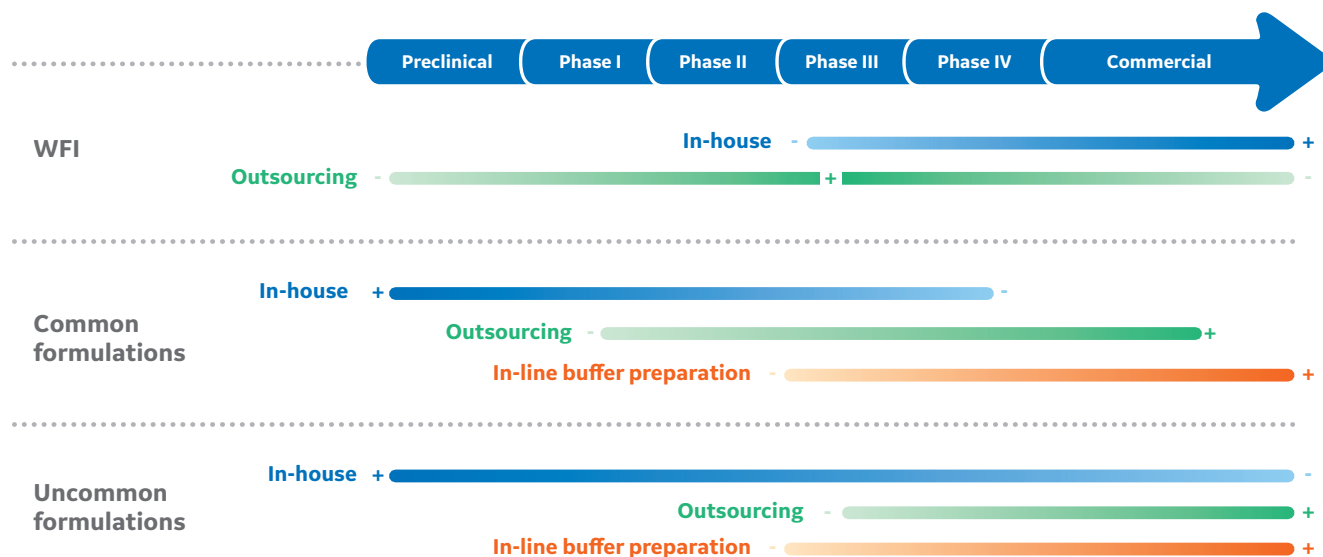 Preclinical Phase I Phase II Phase III Phase IV Commercial
WFI
In-house - +
Outsourcing - + -
Common
formulations
In-house + -
Outsourcing - +
In-line buffer preparation - +
Uncommon
formulations
In-house + -
Outsourcing - +
In-line buffer preparation - +